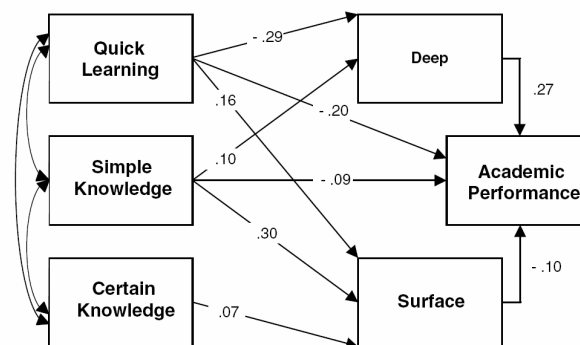 Quick
Learning
- .29
Deep
.16
- .20
.27
.10
Simple
Knowledge
- .09
Academic
Performance
.30
- .10
Certain
Knowledge
.07
Surface